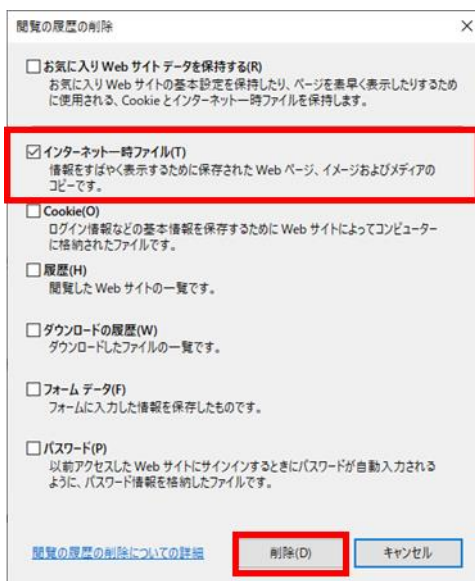 閲覧の履歴の削除
お気に入り Web サイト データを保持する(R)
お気に入り Web サイトの基本設定を保持したり、ページを素早く表示したりするため
に使用される、Cookie とインターネット一時ファイルを保持します。
インターネット一時ファイル(T)
情報をすばやく表示するために保存された Web ページ、イメージおよびメディアの
コピーです。
Cookie(O)
ログイン情報などの基本情報を保存するために Web サイトによってコンピューター
に格納されたファイルです。
履歴(H)
閲覧した Web サイトの一覧です。
ダウンロードの履歴(W)
ダウンロードしたファイルの一覧です。
フォーム データ(F)
フォームに入力した情報を保存したものです。
パスワード(P)
以前アクセスした Web サイトにサインインするときにパスワードが自動入力される
ように、パスワード情報を格納したファイルです。
閲覧の履歴の削除についての詳細
削除(D)
キャンセル